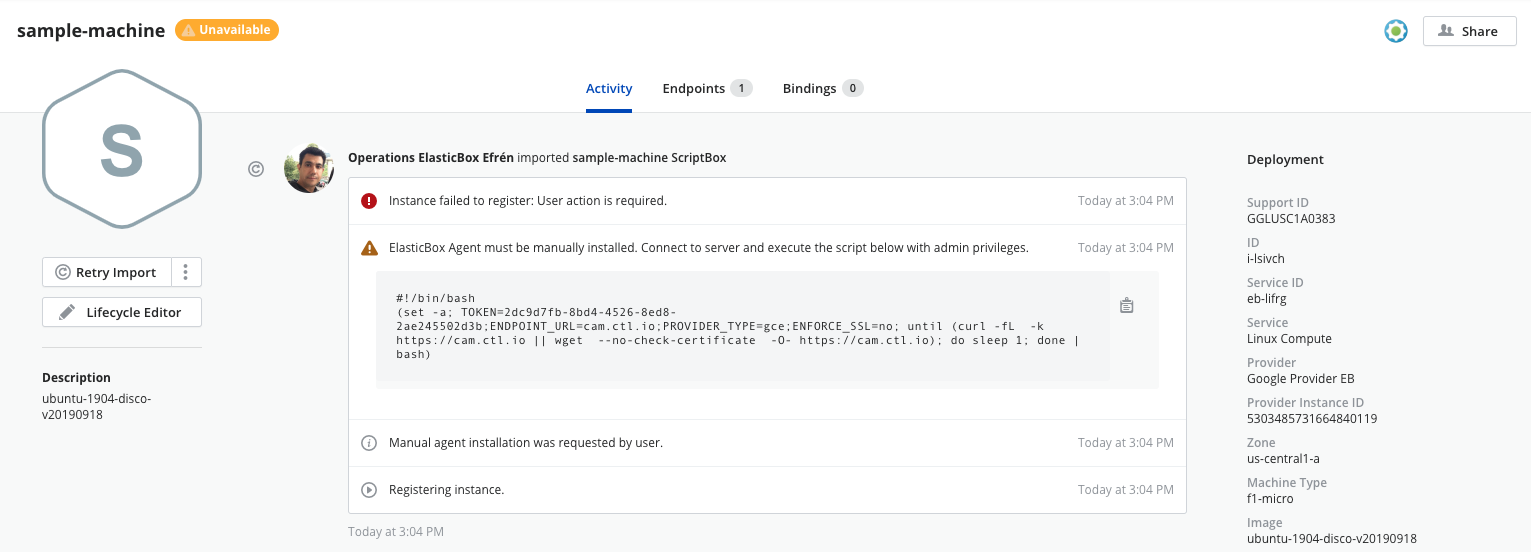 sample-machine
Unavailable
Share
Activity
Endpoints 1
Bindings 0
S
Retry Import
Lifecycle Editor
Description
ubuntu-1904-disco-
v20190918
Operations ElasticBox Efrén imported sample-machine ScriptBox
Instance failed to register: User action is required. Today at 3:04 PM
ElasticBox Agent must be manually installed. Connect to server and execute the script below with admin privileges. Today at 3:04 PM
#!/bin/bash
(set -a; TOKEN=2dc9d7fb-8bd4-4526-8ed8-
2ae245502d3b;ENDPOINT_URL=cam.ctl.io;PROVIDER_TYPE=gce;ENFORCE_SSL=no; until (curl -fL  -k
https://cam.ctl.io || wget  --no-check-certificate  -O- https://cam.ctl.io); do sleep 1; done |
bash)
Manual agent installation was requested by user. Today at 3:04 PM
Registering instance. Today at 3:04 PM
Today at 3:04 PM
Deployment
Support ID
GGLUSC1A0383
ID
i-lsivch
Service ID
eb-lifrg
Service
Linux Compute
Provider
Google Provider EB
Provider Instance ID
5303485731664840119
Zone
us-central1-a
Machine Type
f1-micro
Image
ubuntu-1904-disco-v20190918